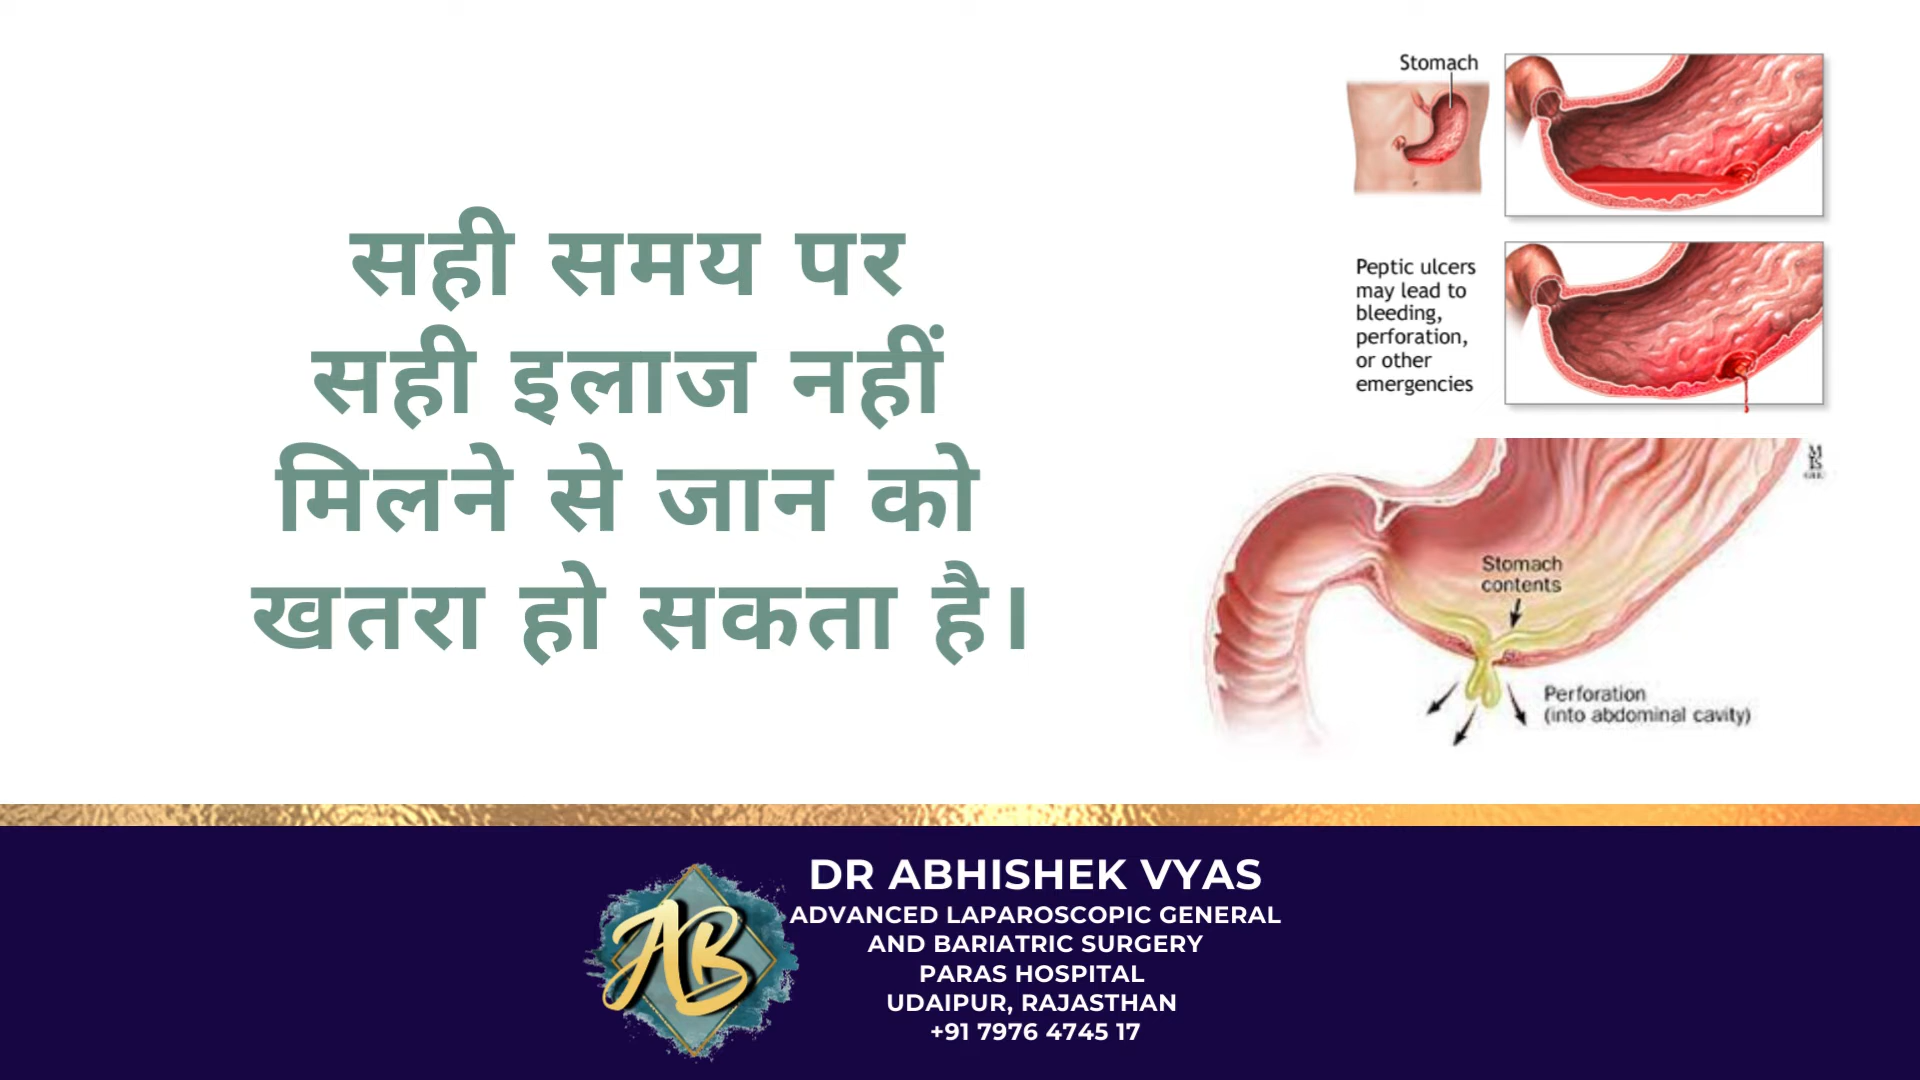 सही समय पर
सही इलाज नहीं
मिलने से जान को
खतरा हो सकता है।
Stomach
Peptic ulcers
may lead to
bleeding,
perforation,
or other
emergencies
Stomach
contents
Perforation
(into abdominal cavity)
AB
DR ABHISHEK VYAS
ADVANCED LAPAROSCOPIC GENERAL
AND BARIATRIC SURGERY
PARAS HOSPITAL
UDAIPUR, RAJASTHAN
+91 7976 4745 17